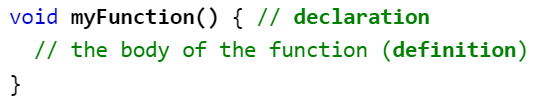 void myFunction() { // declaration
  // the body of the function (definition)
}